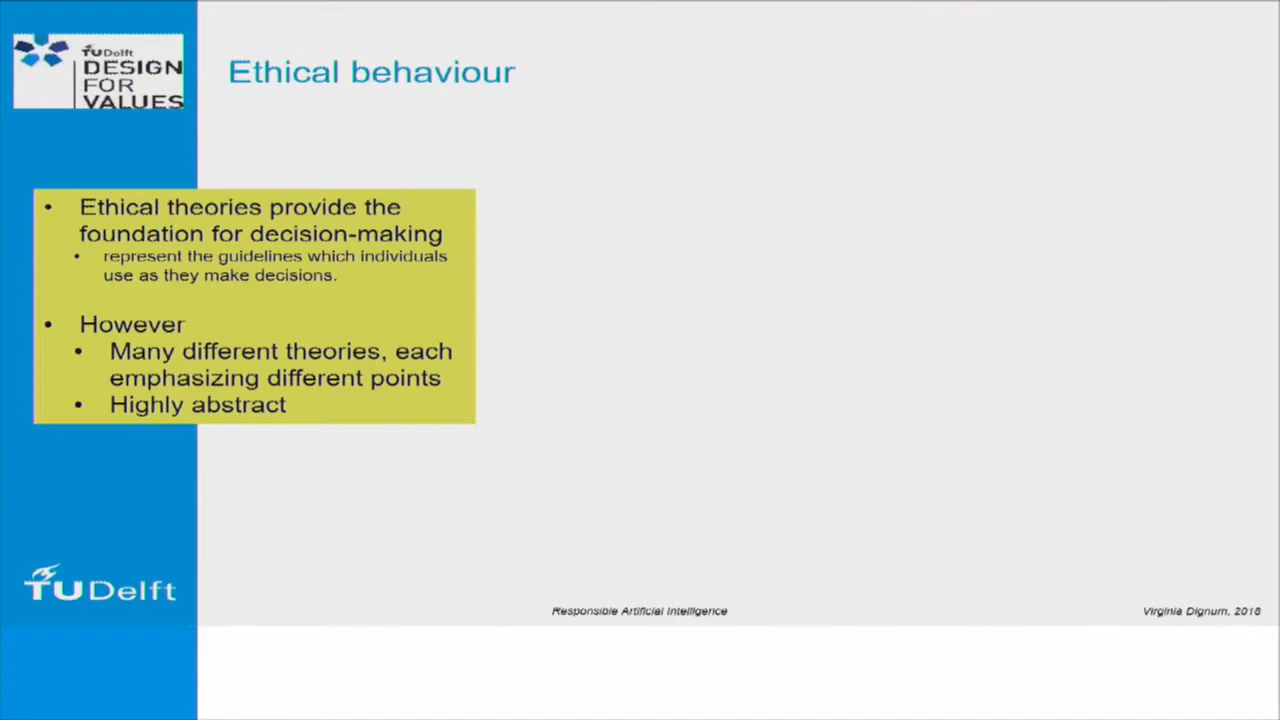 TUDelft
DESIGN
FOR
VALUES
Ethical behaviour
• Ethical theories provide the
foundation for decision-making
• represent the guidelines which individuals
use as they make decisions.
• However
• Many different theories, each
emphasizing different points
• Highly abstract
TUDelft
Responsible Artificial Intelligence
Virginia Dignum, 2018